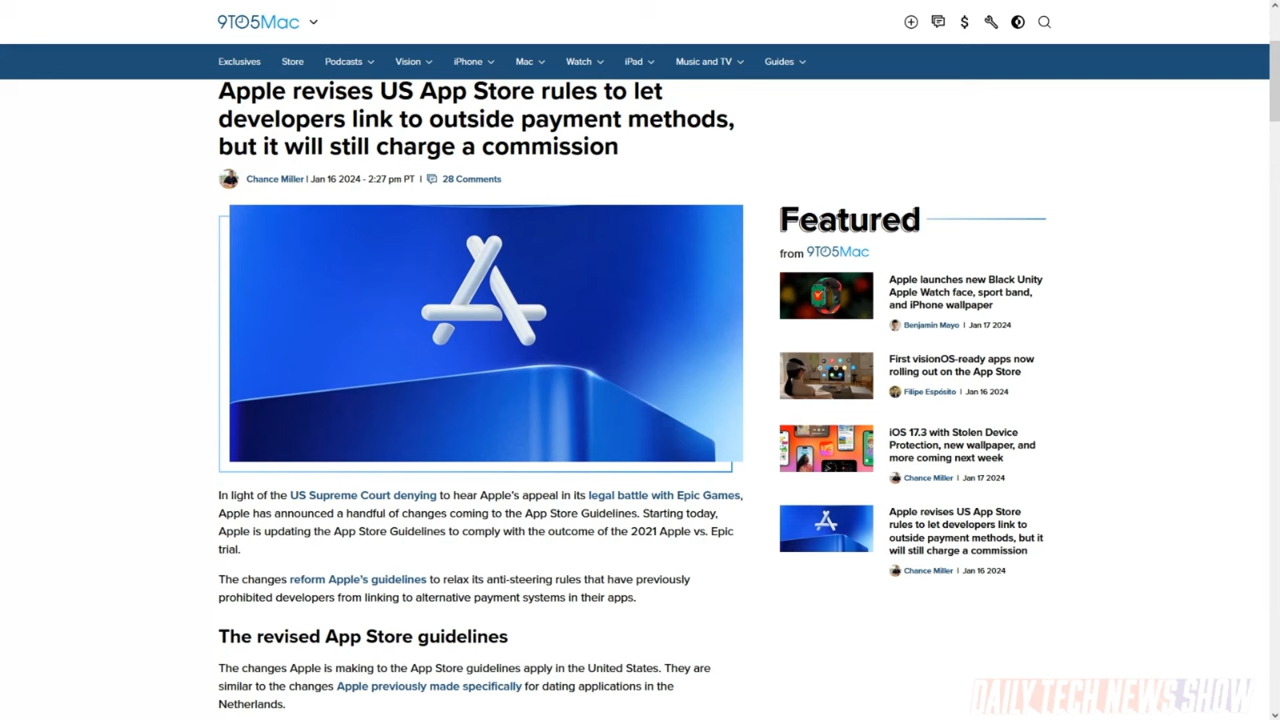 9TO5Mac
Exclusives Store Podcasts Vision iPhone Mac Watch iPad Music and TV Guides
Apple revises US App Store rules to let
developers link to outside payment methods,
but it will still charge a commission
Chance Miller | Jan 16 2024 - 2:27 pm PT | 28 Comments
In light of the US Supreme Court denying to hear Apple's appeal in its legal battle with Epic Games,
Apple has announced a handful of changes coming to the App Store Guidelines. Starting today,
Apple is updating the App Store Guidelines to comply with the outcome of the 2021 Apple vs. Epic
trial.
The changes reform Apple's guidelines to relax its anti-steering rules that have previously
prohibited developers from linking to alternative payment systems in their apps.
The revised App Store guidelines
The changes Apple is making to the App Store guidelines apply in the United States. They are
similar to the changes Apple previously made specifically for dating applications in the
Netherlands.
Featured
from 9TO5Mac
Apple launches new Black Unity
Apple Watch face, sport band,
and iPhone wallpaper
Benjamin Mayo | Jan 17 2024
First visionOS-ready apps now
rolling out on the App Store
Filipe Espósito | Jan 16 2024
iOS 17.3 with Stolen Device
Protection, new wallpaper, and
more coming next week
Chance Miller | Jan 17 2024
Apple revises US App Store
rules to let developers link to
outside payment methods, but it
will still charge a commission
Chance Miller | Jan 16 2024
DAILY TECH NEWS SHOW